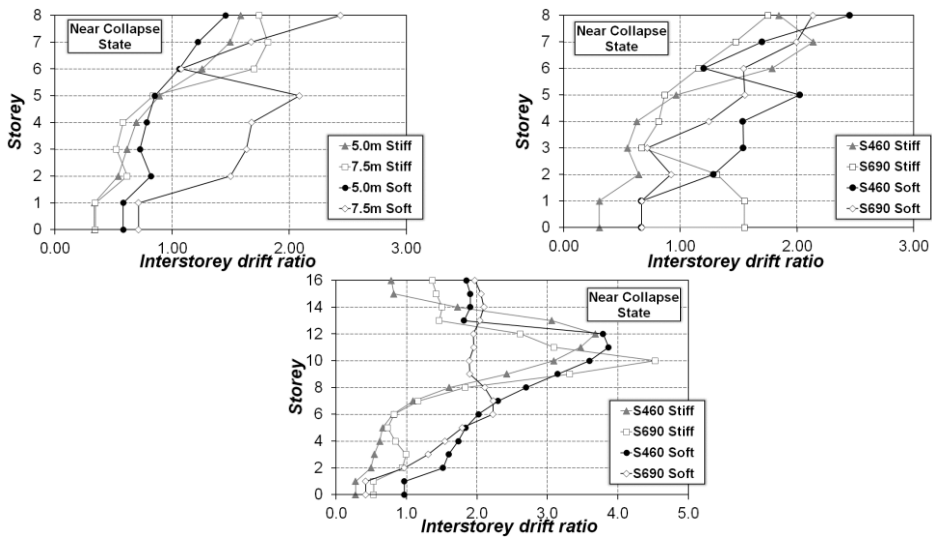 8
7
6
5
4
3
2
1
0
Storey
Near Collapse
State
5.0m Stiff
7.5m Stiff
5.0m Soft
7.5m Soft
0.00 1.00 2.00 3.00
Interstorey drift ratio
8
7
6
5
4
3
2
1
0
Storey
Near Collapse
State
S460 Stiff
S690 Stiff
S460 Soft
S690 Soft
0.00 1.00 2.00 3.00
Interstorey drift ratio
16
14
12
10
8
6
4
2
0
Storey
Near Collapse
State
S460 Stiff
S690 Stiff
S460 Soft
S690 Soft
0.0 1.0 2.0 3.0 4.0 5.0
Interstorey drift ratio